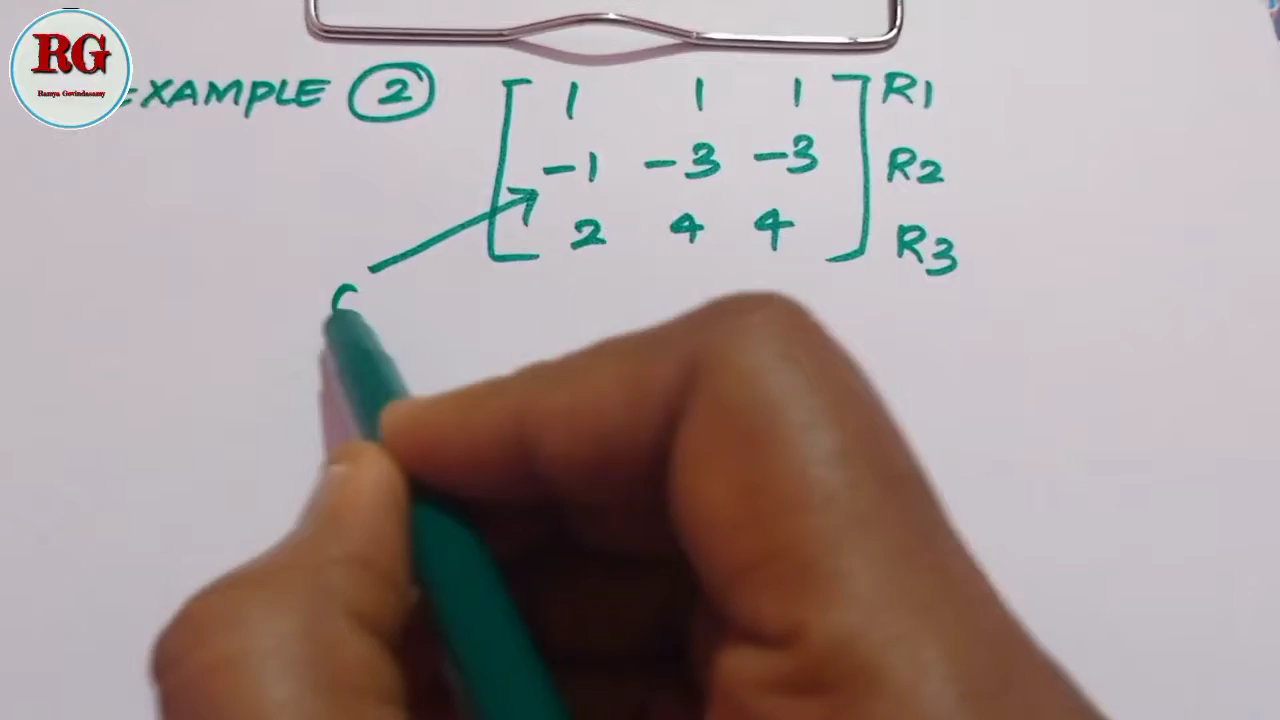 RG
Ramya Govindasamy
EXAMPLE 2
1 1 1 R1
-1 -3 -3 R2
2 4 4 R3